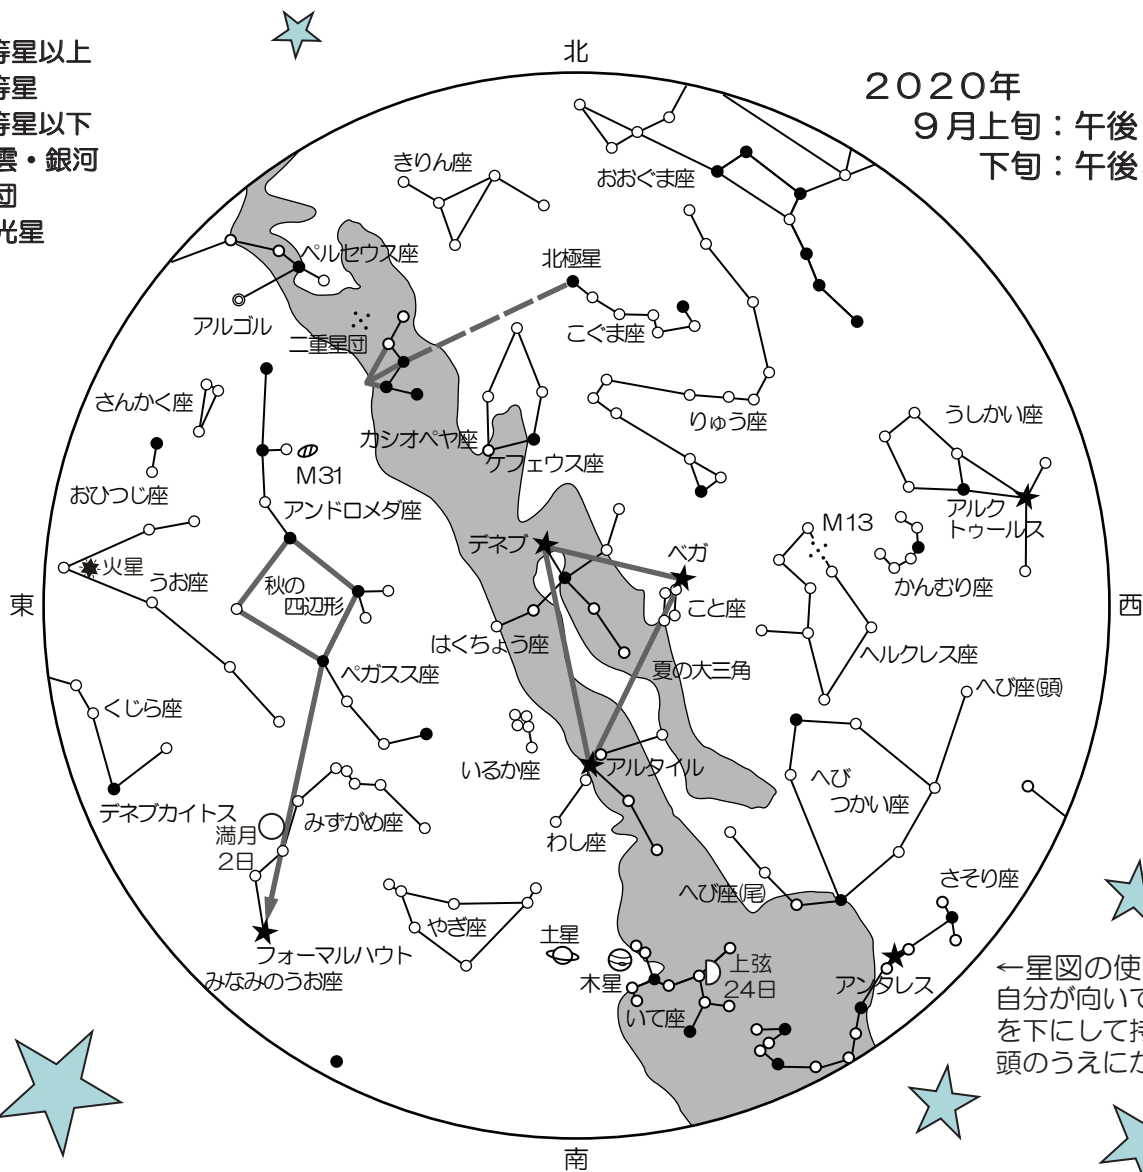 北
等星以上
等星
等星以下
雲・銀河
団
光星
2020年
9月上旬：午後
下旬：午後
きりん座
おおぐま座
ペルセウス座
北極星
アルゴル
二重星団
こぐま座
さんかく座
りゅう座
うしかい座
カシオペヤ座
ケフェウス座
M31
おひつじ座
アンドロメダ座
アルク
トゥールス
M13
デネブ
ベガ
火星
うお座
秋の
四辺形
かんむり座
東
西
こと座
はくちょう座
ヘルクレス座
夏の大三角
ペガスス座
へび座(頭)
くじら座
いるか座
アルタイル
へび
つかい座
デネブカイトス
みずがめ座
満月
2日
わし座
へび座(尾)
さそり座
やぎ座
土星
フォーマルハウト
みなみのうお座
木星
上弦
24日
アンタレス
いて座
←星図の使
自分が向いて
を下にして持
頭のうえにか
南